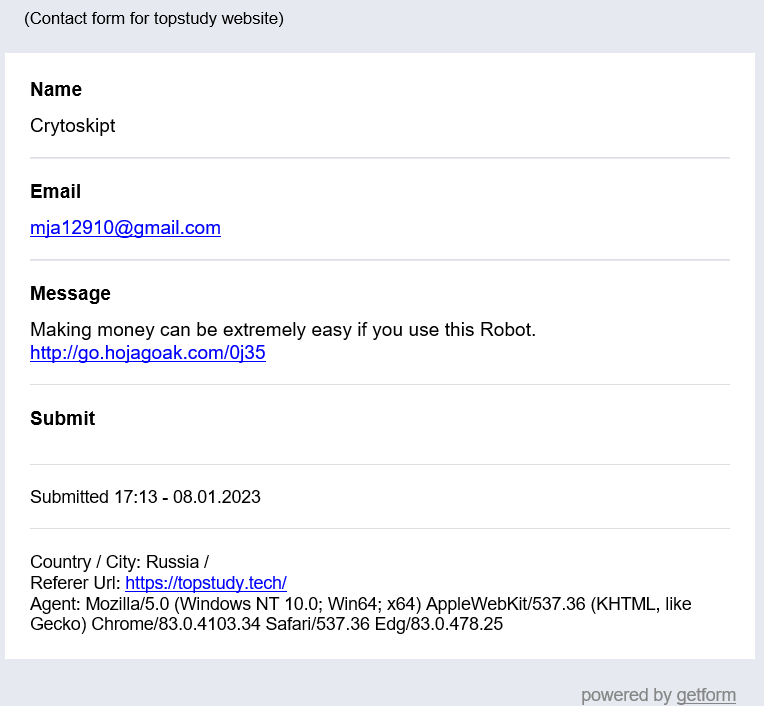 (Contact form for topstudy website)
Name
Crytoskipt
Email
mja12910@gmail.com
Message
Making money can be extremely easy if you use this Robot.
http://go.hojagoak.com/0j35
Submit
Submitted 17:13 - 08.01.2023
Country / City: Russia /
Referer Url: https://topstudy.tech/
Agent: Mozilla/5.0 (Windows NT 10.0; Win64; x64) AppleWebKit/537.36 (KHTML, like
Gecko) Chrome/83.0.4103.34 Safari/537.36 Edg/83.0.478.25
powered by getform